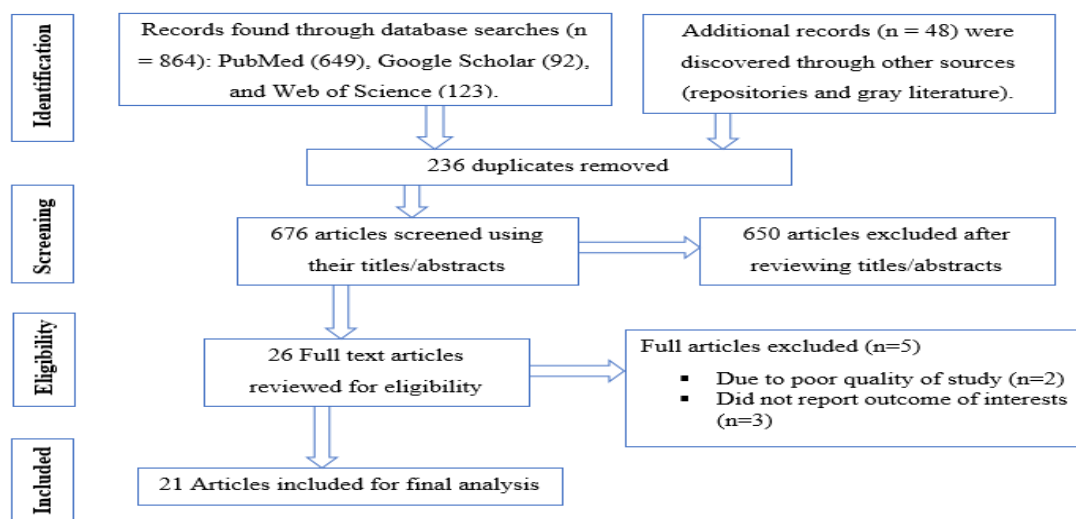 Identification
Records found through database searches (n
= 864): PubMed (649), Google Scholar (92),
and Web of Science (123).
Additional records (n = 48) were
discovered through other sources
(repositories and gray literature).
236 duplicates removed
Screening
676 articles screened using
their titles/abstracts
650 articles excluded after
reviewing titles/abstracts
Eligibility
26 Full text articles
reviewed for eligibility
Full articles excluded (n=5)
▪ Due to poor quality of study (n=2)
▪ Did not report outcome of interests
(n=3)
Included
21 Articles included for final analysis